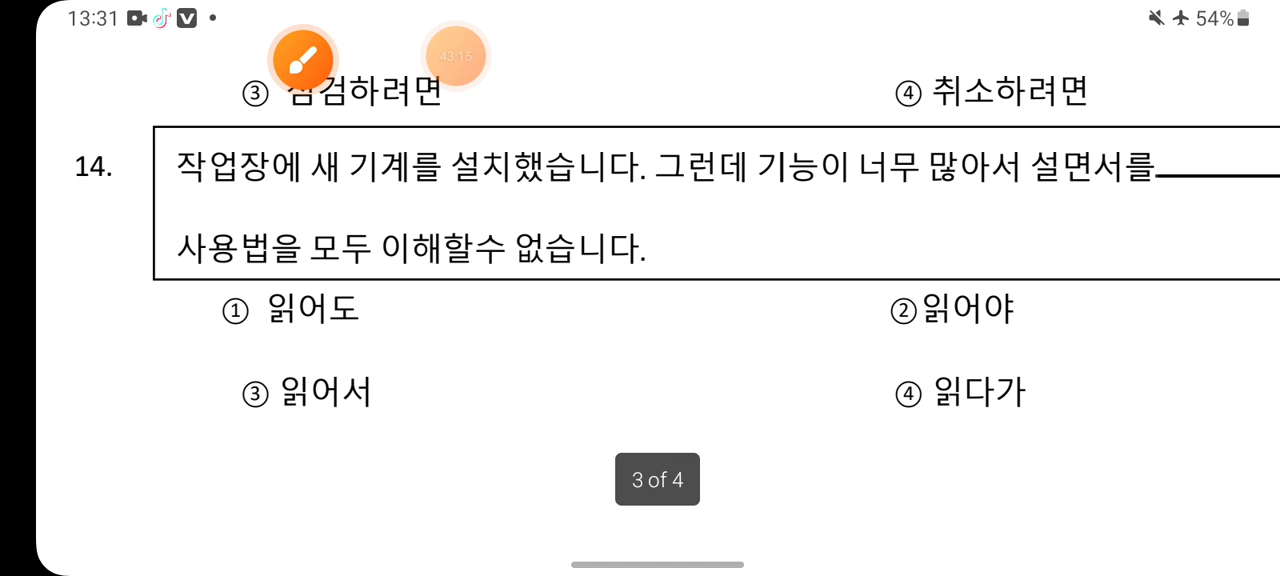 13:31
54%
43:15
③ 점검하려면
④ 취소하려면
14.
작업장에 새 기계를 설치했습니다. 그런데 기능이 너무 많아서 설면서를
사용법을 모두 이해할수 없습니다.
① 읽어도
② 읽어야
③ 읽어서
④ 읽다가
3 of 4